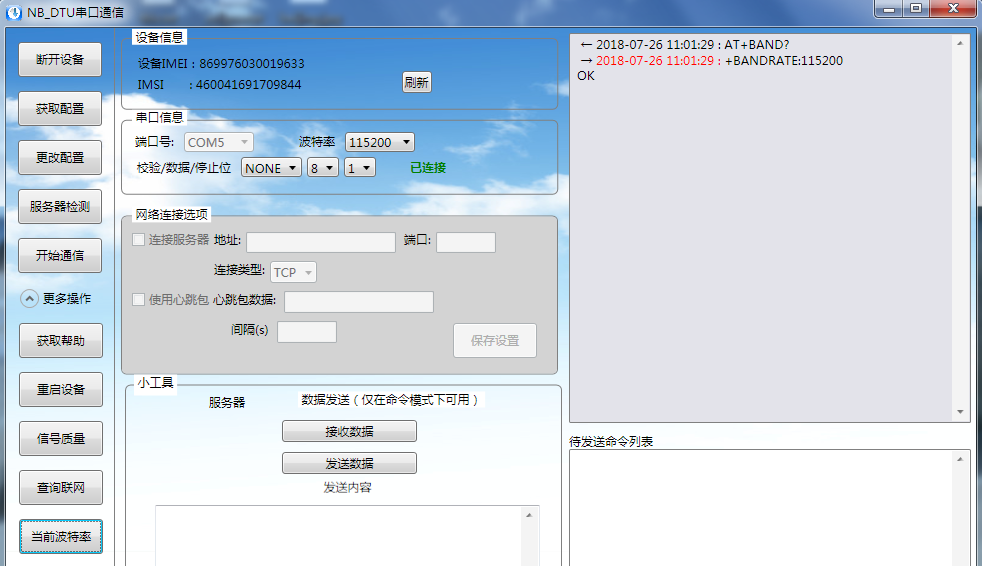 NB_DTU串口通信
断开设备
获取配置
更改配置
服务器检测
开始通信
更多操作
获取帮助
重启设备
信号质量
查询联网
当前波特率
设备信息
设备IMEI : 869976030019633
IMSI : 460041691709844
刷新
串口信息
端口号: COM5 波特率 115200
校验/数据/停止位 NONE 8 1 已连接
网络连接选项
连接服务器 地址: 端口:
连接类型: TCP
使用心跳包 心跳包数据:
间隔(s)
保存设置
小工具
服务器 数据发送（仅在命令模式下可用）
接收数据
发送数据
发送内容
← 2018-07-26 11:01:29 : AT+BAND?
→ 2018-07-26 11:01:29 : +BANDRATE:115200
OK
待发送命令列表